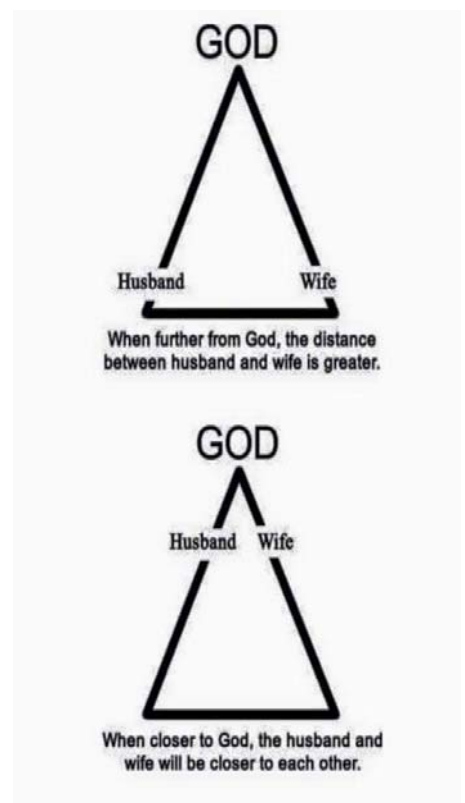 GOD
Husband Wife
When further from God, the distance
between husband and wife is greater.
GOD
Husband Wife
When closer to God, the husband and
wife will be closer to each other.